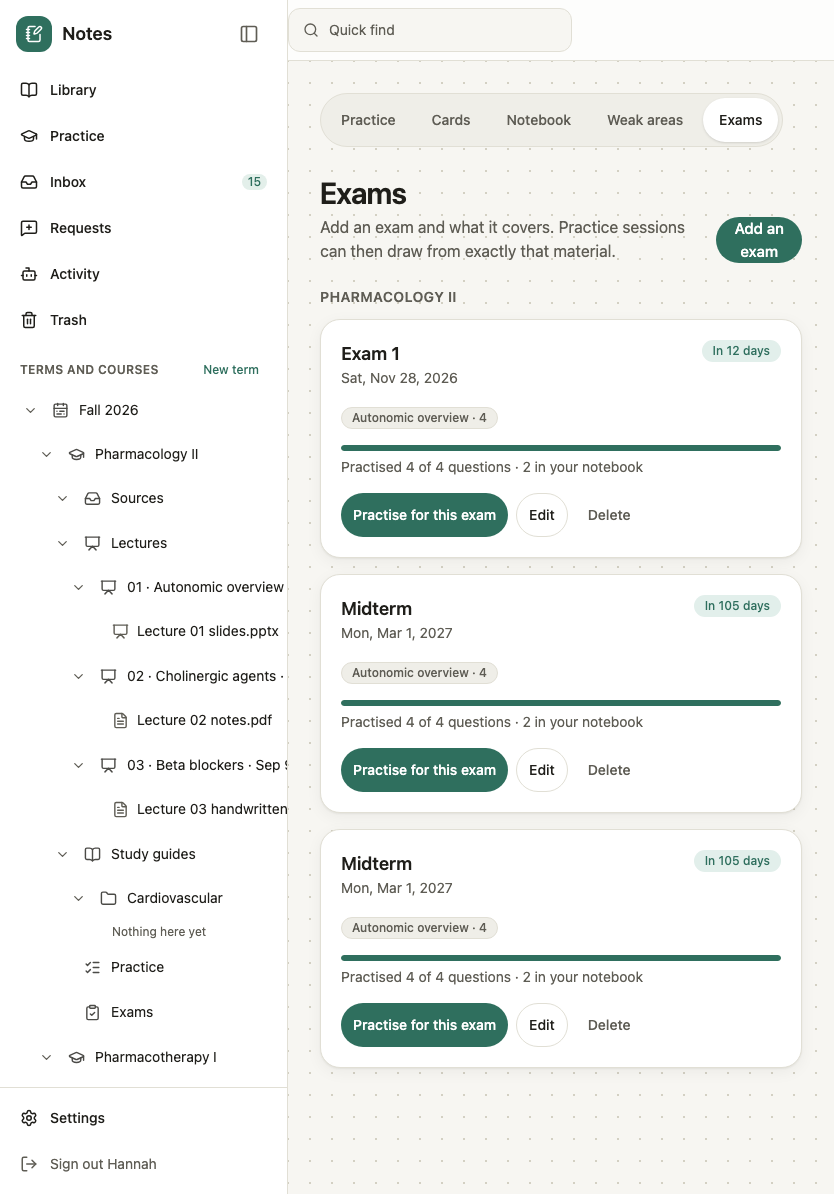 Notes
Library
Practice
Inbox
15
Requests
Activity
Trash
TERMS AND COURSES
New term
Fall 2026
Pharmacology II
Sources
Lectures
01 · Autonomic overview
Lecture 01 slides.pptx
02 · Cholinergic agents ·
Lecture 02 notes.pdf
03 · Beta blockers · Sep 9
Lecture 03 handwritten
Study guides
Cardiovascular
Nothing here yet
Practice
Exams
Pharmacotherapy I
Settings
Sign out Hannah
Quick find
Practice
Cards
Notebook
Weak areas
Exams
Exams
Add an exam and what it covers. Practice sessions
can then draw from exactly that material.
Add an
exam
PHARMACOLOGY II
Exam 1
In 12 days
Sat, Nov 28, 2026
Autonomic overview · 4
Practised 4 of 4 questions · 2 in your notebook
Practise for this exam
Edit
Delete
Midterm
In 105 days
Mon, Mar 1, 2027
Autonomic overview · 4
Practised 4 of 4 questions · 2 in your notebook
Practise for this exam
Edit
Delete
Midterm
In 105 days
Mon, Mar 1, 2027
Autonomic overview · 4
Practised 4 of 4 questions · 2 in your notebook
Practise for this exam
Edit
Delete